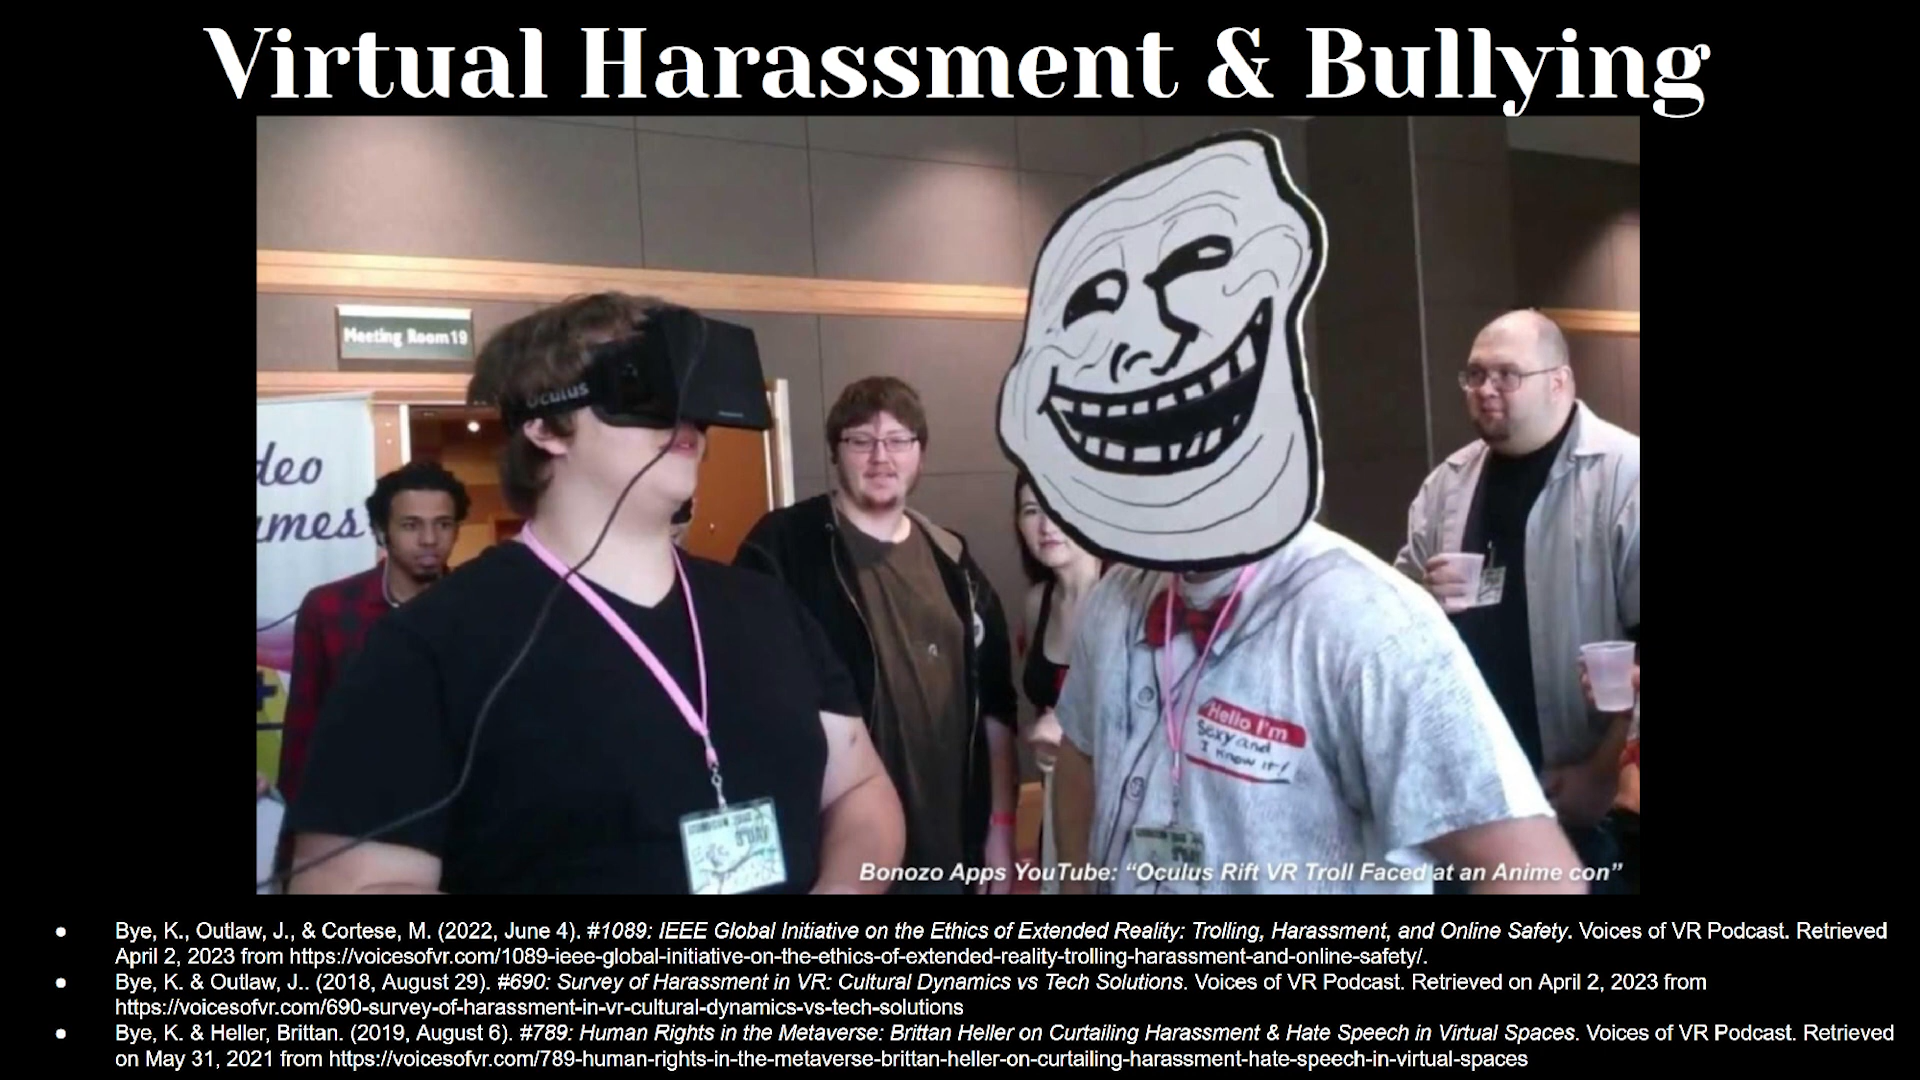 Virtual Harassment & Bullying
Meeting Room 19
oculus
deo
ames
Hello I'm
Sexy and
I know it!
Bonozo Apps YouTube: “Oculus Rift VR Troll Faced at an Anime con”
● Bye, K., Outlaw, J., & Cortese, M. (2022, June 4). #1089: IEEE Global Initiative on the Ethics of Extended Reality: Trolling, Harassment, and Online Safety. Voices of VR Podcast. Retrieved
April 2, 2023 from https://voicesofvr.com/1089-ieee-global-initiative-on-the-ethics-of-extended-reality-trolling-harassment-and-online-safety/.
● Bye, K. & Outlaw, J.. (2018, August 29). #690: Survey of Harassment in VR: Cultural Dynamics vs Tech Solutions. Voices of VR Podcast. Retrieved on April 2, 2023 from
https://voicesofvr.com/690-survey-of-harassment-in-vr-cultural-dynamics-vs-tech-solutions
● Bye, K. & Heller, Brittan. (2019, August 6). #789: Human Rights in the Metaverse: Brittan Heller on Curtailing Harassment & Hate Speech in Virtual Spaces. Voices of VR Podcast. Retrieved
on May 31, 2021 from https://voicesofvr.com/789-human-rights-in-the-metaverse-brittan-heller-on-curtailing-harassment-hate-speech-in-virtual-spaces